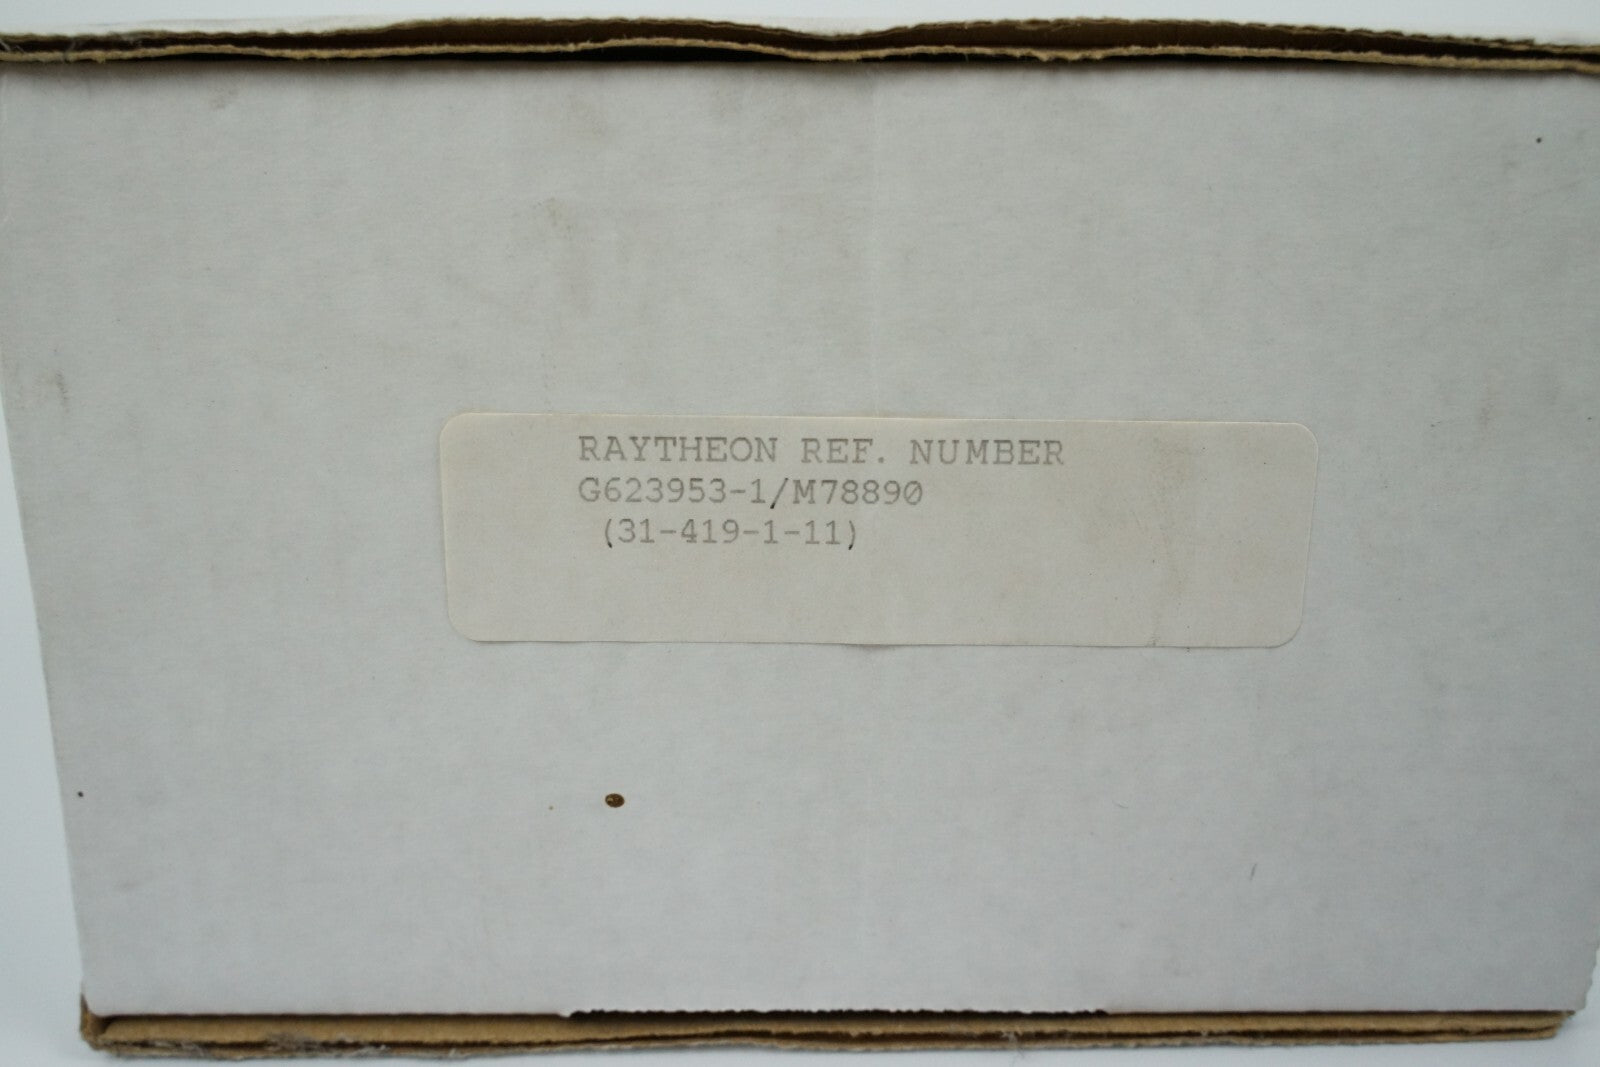 RAYTHEON REF. NUMBER
G623953-1/M78890
(31-419-1-11)